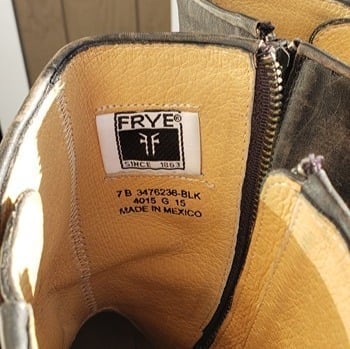 FRYE®
SINCE 1863
7 B 3476236-BLK
4015 G 15
MADE IN MEXICO